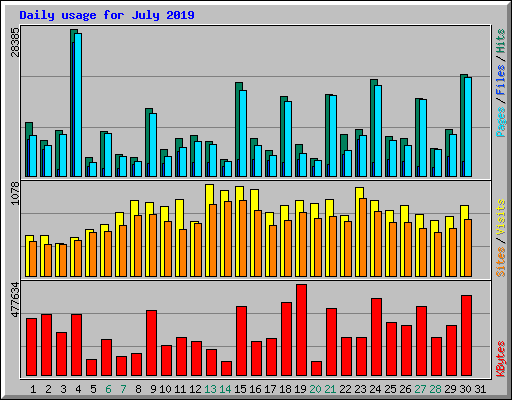 Daily usage for July 2019
28385
Pages / Files / Hits
1078
Sites / Visits
477634
KBytes
1 2 3 4 5 6 7 8 9 10 11 12 13 14 15 16 17 18 19 20 21 22 23 24 25 26 27 28 29 30 31